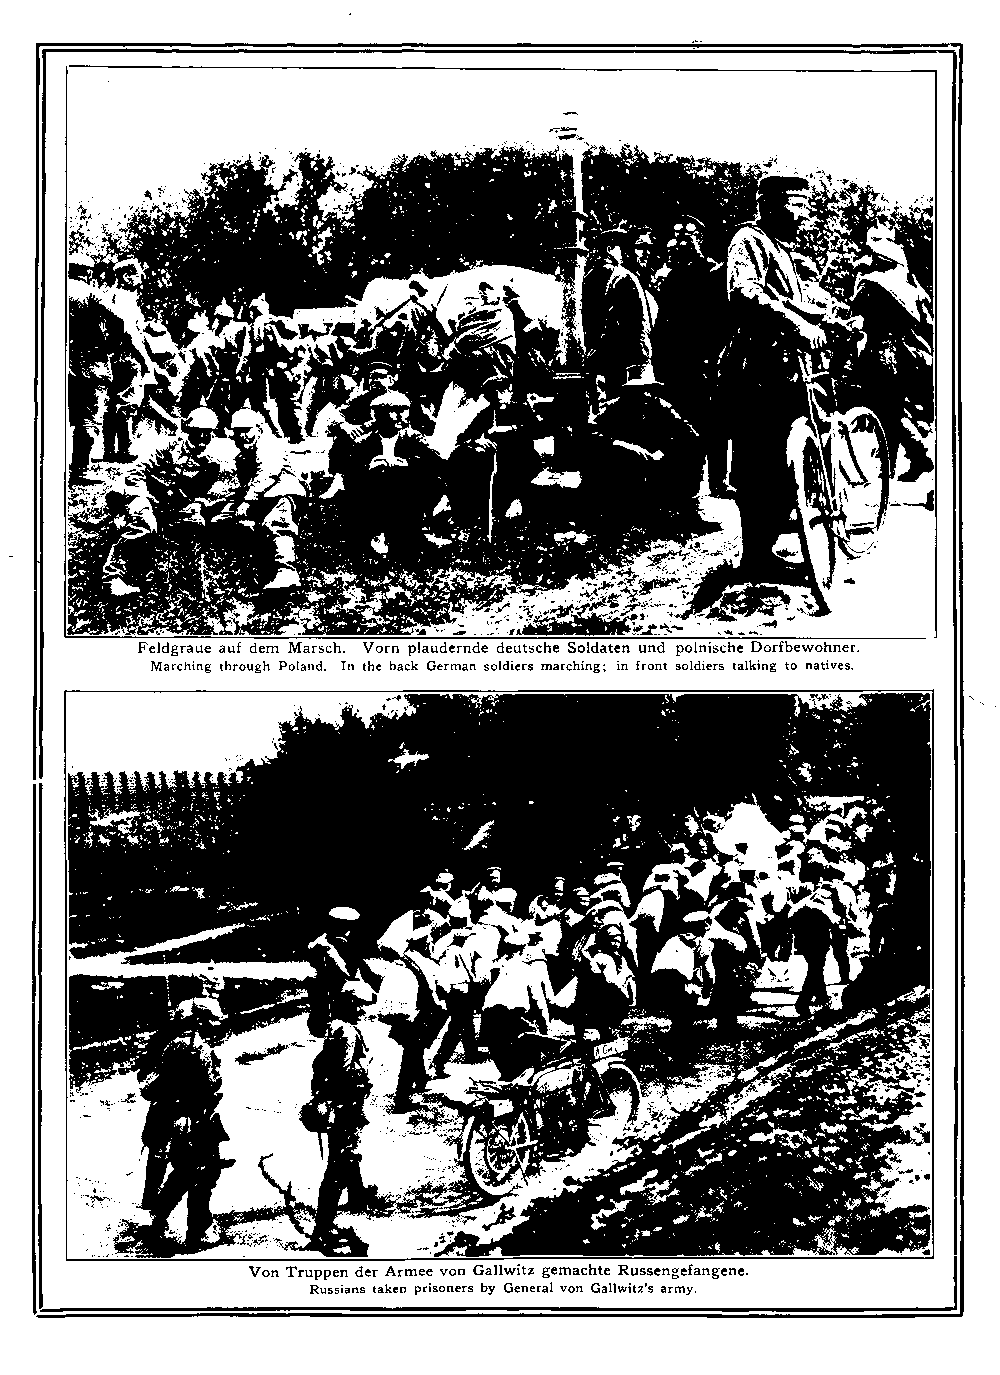 Feldgraue auf dem Marsch. Vorn plaudernde deutsche Soldaten und polnische Dorfbewohner.
Marching through Poland. In the back German soldiers marching; in front soldiers talking to natives.
Von Truppen der Armee von Gallwitz gemachte Russengefangene.
Russians taken prisoners by General von Gallwitz's army.